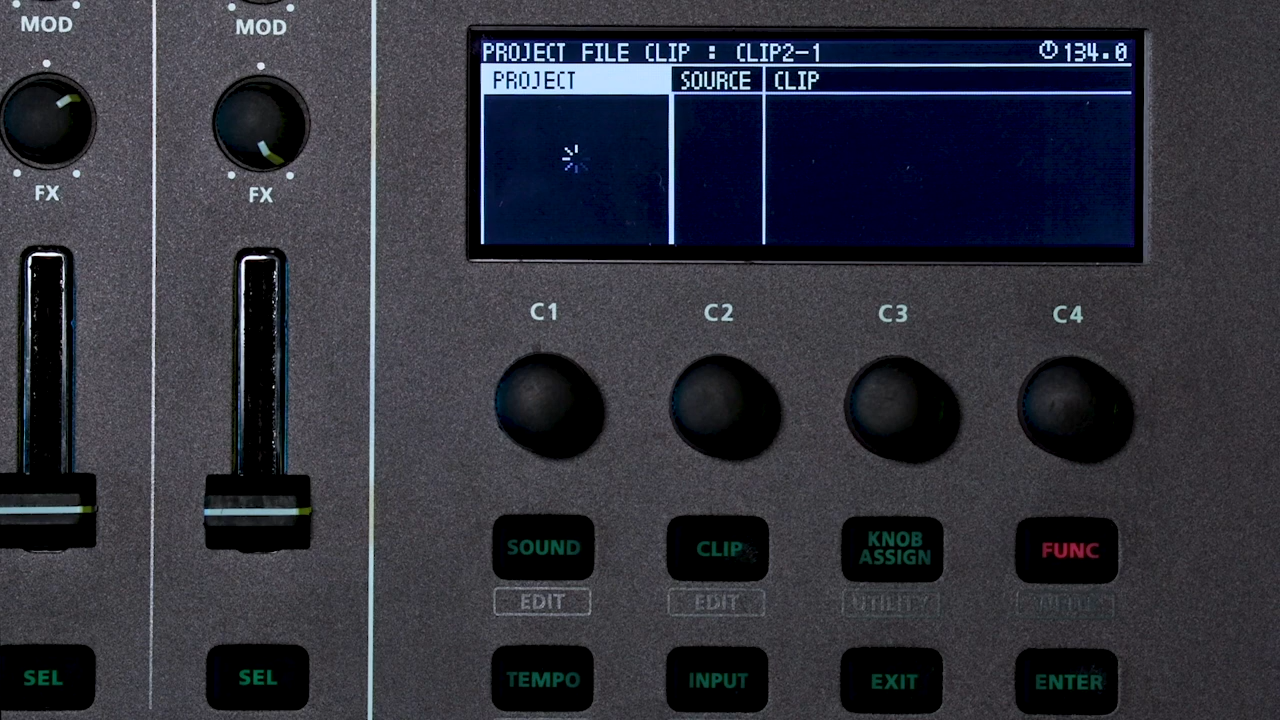 MOD
MOD
PROJECT FILE CLIP : CLIP2-1 134.0
PROJECT SOURCE CLIP
FX
FX
C1 C2 C3 C4
SOUND CLIP KNOB ASSIGN FUNC
EDIT EDIT UTILITY
SEL SEL TEMPO INPUT EXIT ENTER